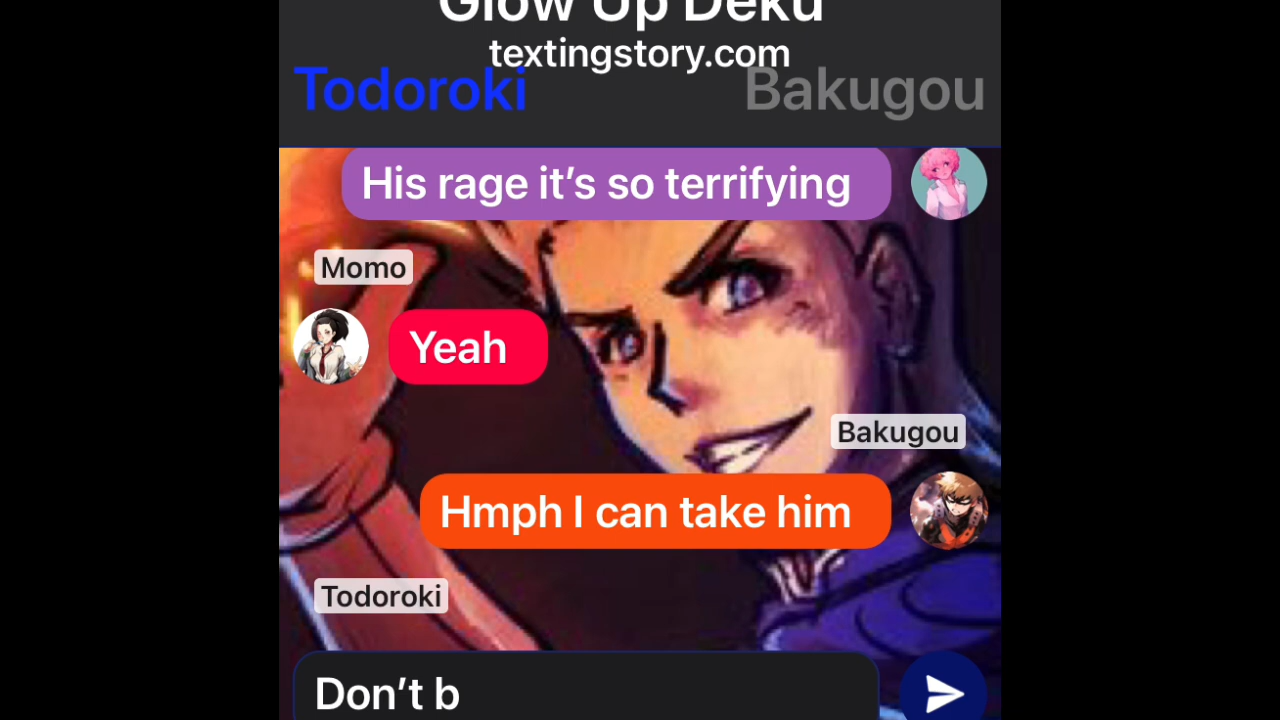 Glow Up Deku
textingstory.com
Todoroki
Bakugou
His rage it’s so terrifying
Momo
Yeah
Bakugou
Hmph I can take him
Todoroki
Don’t b